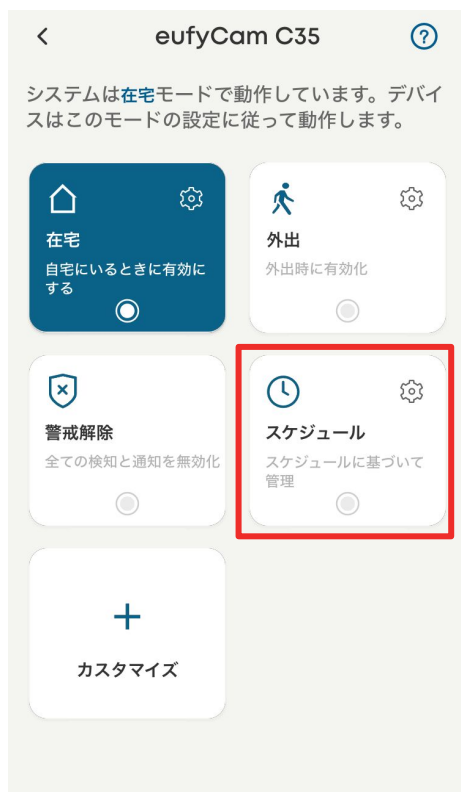 eufyCam C35
?
システムは在宅モードで動作しています。デバイ
スはこのモードの設定に従って動作します。
在宅
自宅にいるときに有効に
する
外出
外出時に有効化
警戒解除
全ての検知と通知を無効化
スケジュール
スケジュールに基づいて
管理
カスタマイズ